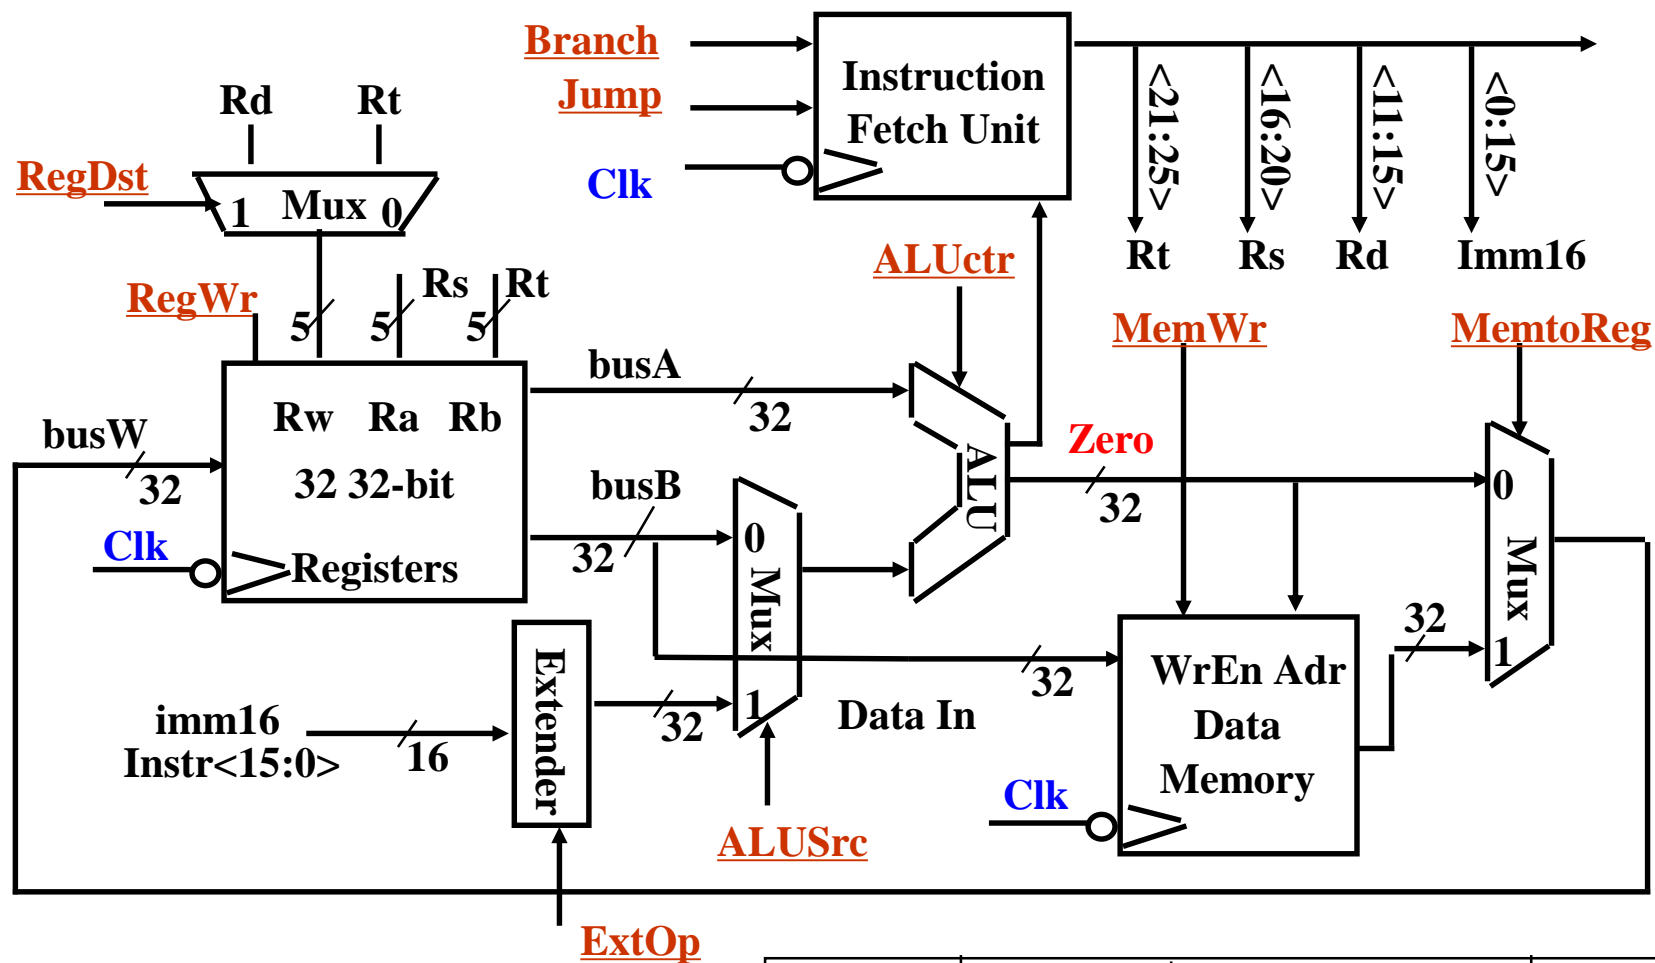 Branch
Jump
Clk
Instruction
Fetch Unit
<21:25>
<16:20>
<11:15>
<0:15>
Rt
Rs
Rd
Imm16
Rd
Rt
RegDst
1
Mux
0
RegWr
5
5
Rs
5
Rt
ALUctr
MemWr
MemtoReg
busA
32
busW
32
Rw Ra Rb
32 32-bit
Registers
Clk
busB
32
0
Mux
1
ALU
Zero
32
0
Mux
1
32
Extender
imm16
Instr<15:0>
16
32
Data In
32
WrEn Adr
Data
Memory
Clk
ALUSrc
ExtOp